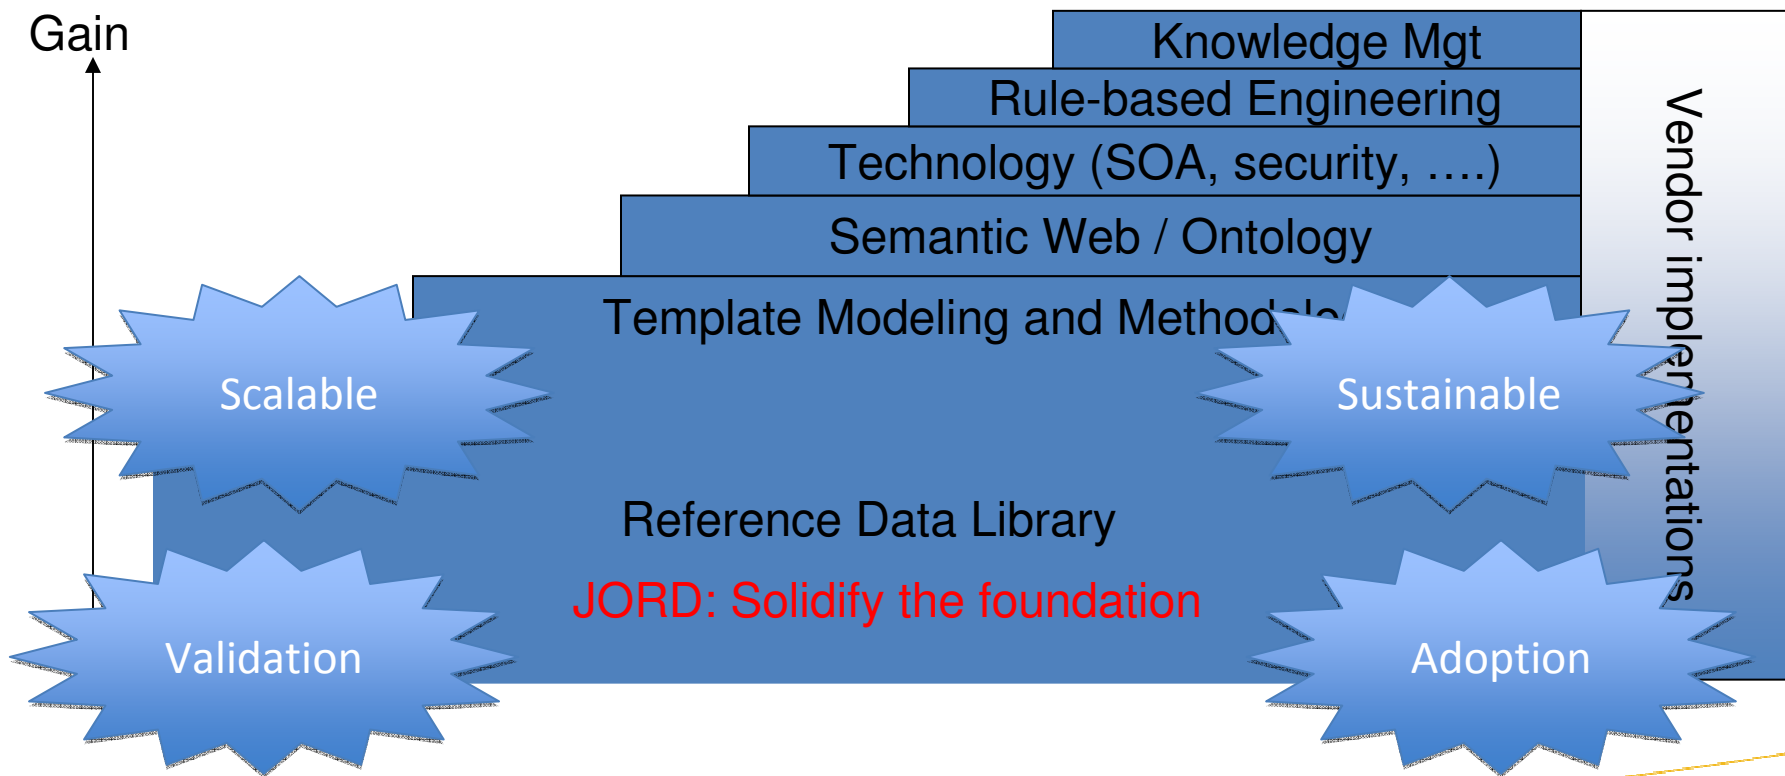 Gain
Knowledge Mgt
Rule-based Engineering
Technology (SOA, security, ….)
Semantic Web / Ontology
Template Modeling and
Scalable
Sustainable
Vendor implementations
Reference Data Library
JORD: Solidify the foundation
Validation
Adoption